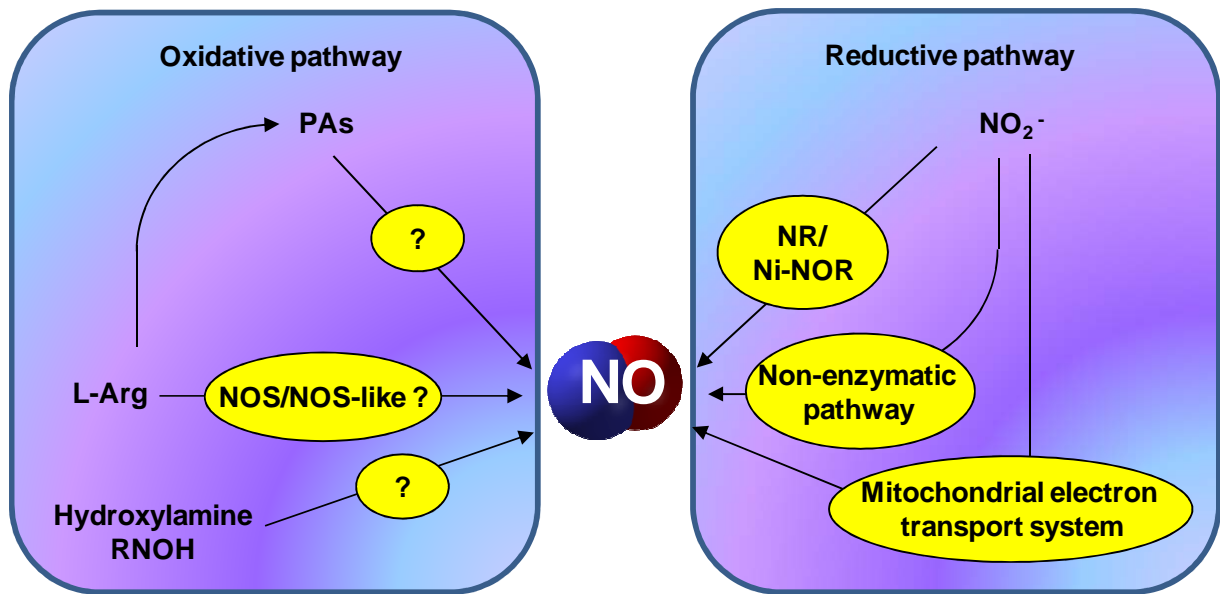 Oxidative pathway
PAs
?
L-Arg
NOS/NOS-like ?
?
Hydroxylamine
RNOH
NO
Reductive pathway
NO₂⁻
NR/
Ni-NOR
Non-enzymatic
pathway
Mitochondrial electron
transport system